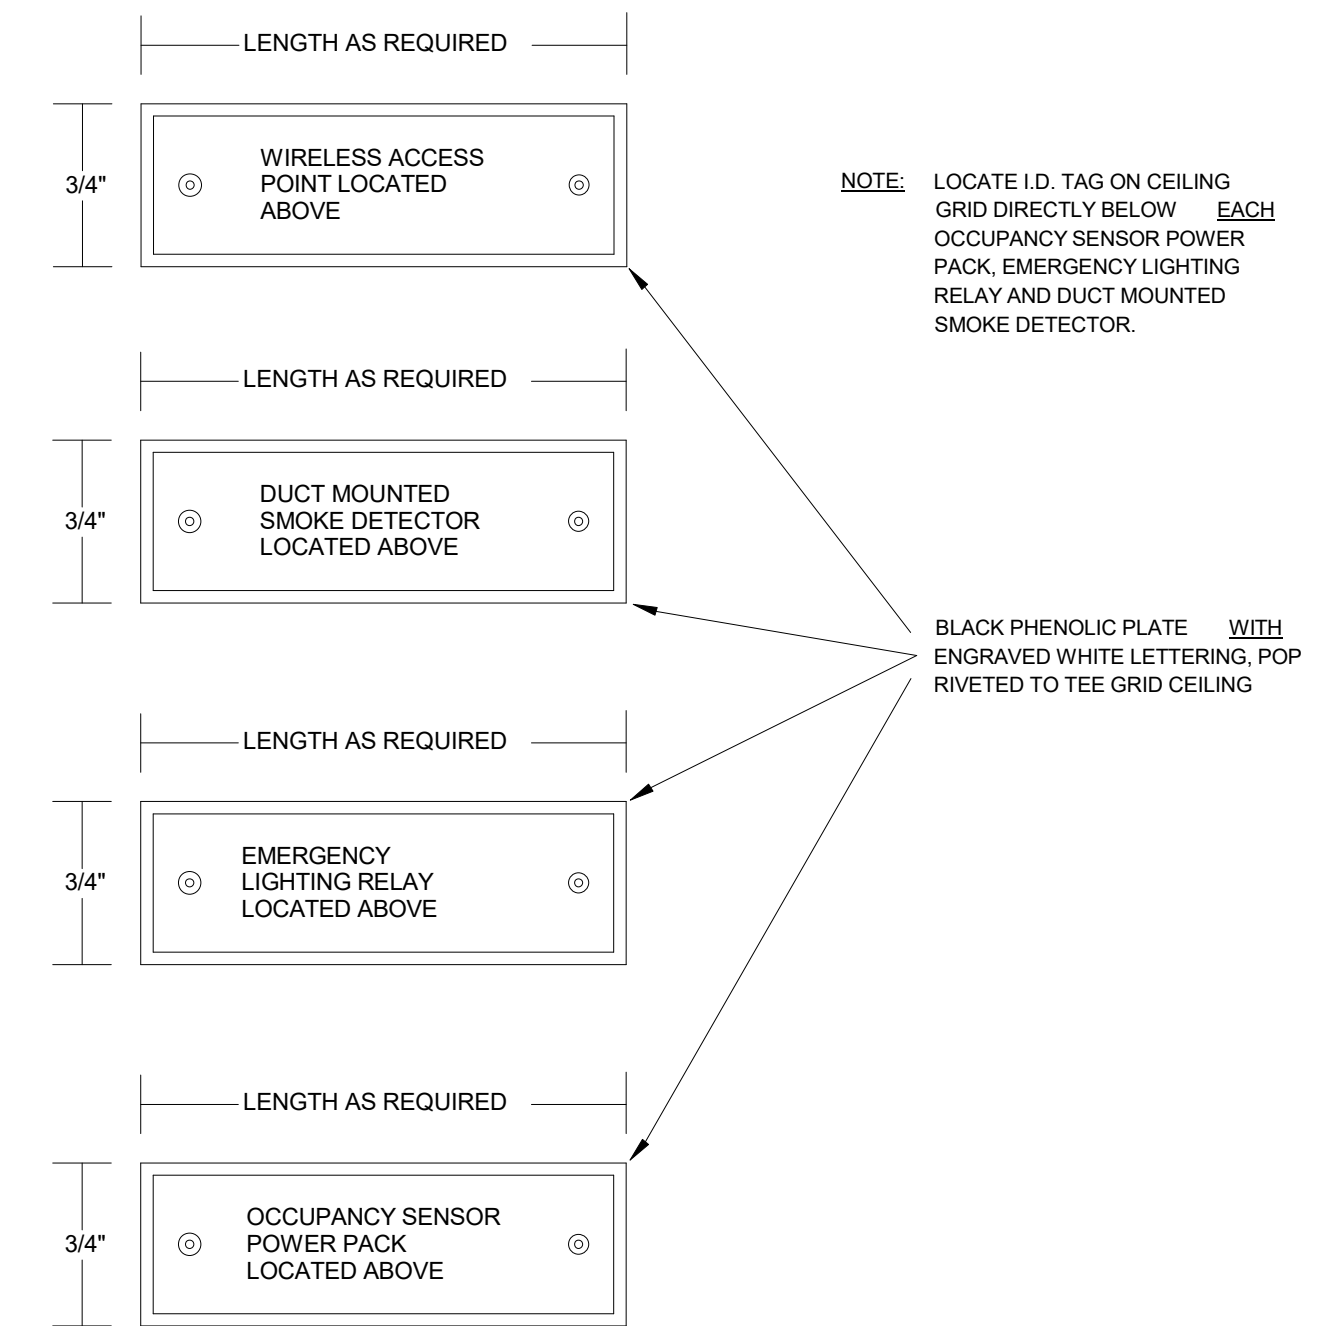 LENGTH AS REQUIRED
3/4"
WIRELESS ACCESS
POINT LOCATED
ABOVE
NOTE: LOCATE I.D. TAG ON CEILING
GRID DIRECTLY BELOW EACH
OCCUPANCY SENSOR POWER
PACK, EMERGENCY LIGHTING
RELAY AND DUCT MOUNTED
SMOKE DETECTOR.
LENGTH AS REQUIRED
3/4"
DUCT MOUNTED
SMOKE DETECTOR
LOCATED ABOVE
BLACK PHENOLIC PLATE WITH
ENGRAVED WHITE LETTERING, POP
RIVETED TO TEE GRID CEILING
LENGTH AS REQUIRED
3/4"
EMERGENCY
LIGHTING RELAY
LOCATED ABOVE
LENGTH AS REQUIRED
3/4"
OCCUPANCY SENSOR
POWER PACK
LOCATED ABOVE